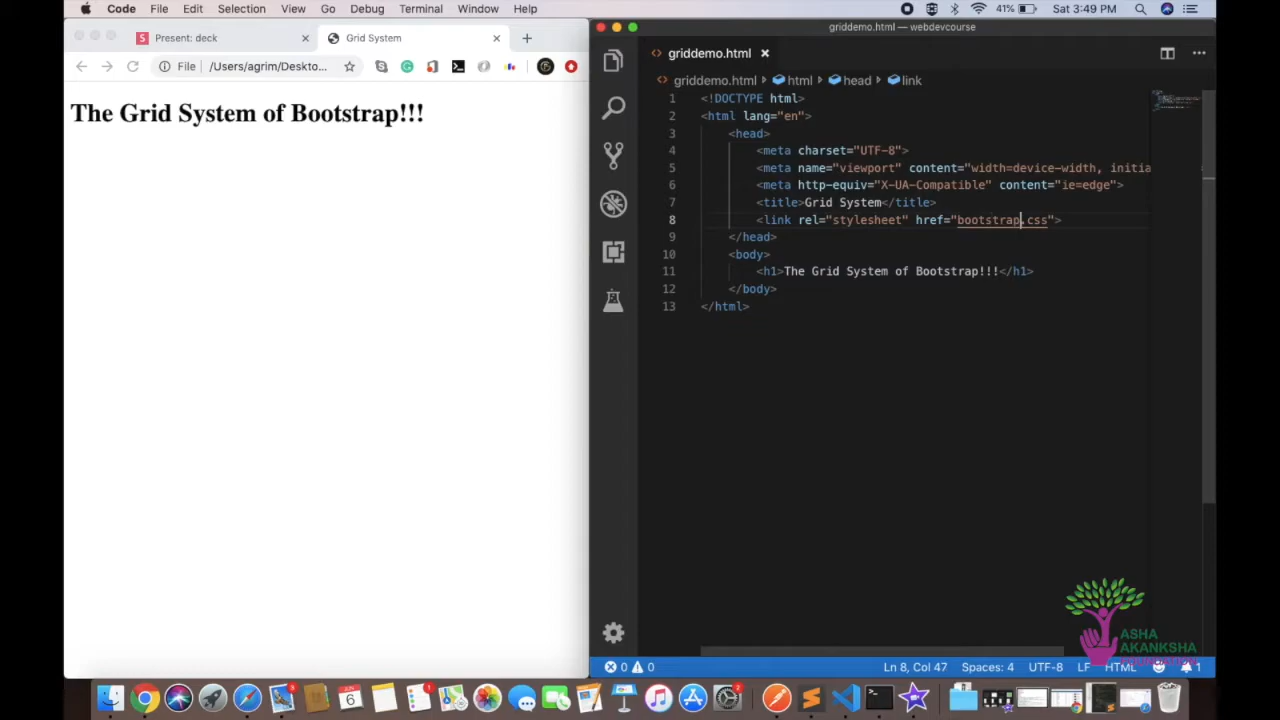 Code File Edit Selection View Go Debug Terminal Window Help 41% Sat 3:49 PM
griddemo.html — webdevcourse
Present: deck × Grid System × +
griddemo.html ×
File /Users/agrim/Deskto...
griddemo.html html head link
The Grid System of Bootstrap!!!
1 <!DOCTYPE html>
2 <html lang="en">
3 <head>
4 <meta charset="UTF-8">
5 <meta name="viewport" content="width=device-width, initia
6 <meta http-equiv="X-UA-Compatible" content="ie=edge">
7 <title>Grid System</title>
8 <link rel="stylesheet" href="bootstrap.css">
9 </head>
10 <body>
11 <h1>The Grid System of Bootstrap!!!</h1>
12 </body>
13 </html>
ASHA
AKANKSHA
FOUNDATION
0 0 Ln 8, Col 47 Spaces: 4 UTF-8 LF HTML 1